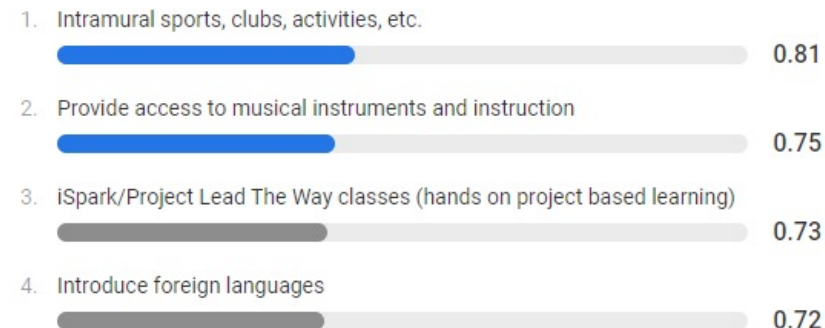 1. Intramural sports, clubs, activities, etc.
0.81
2. Provide access to musical instruments and instruction
0.75
3. iSpark/Project Lead The Way classes (hands on project based learning)
0.73
4. Introduce foreign languages
0.72